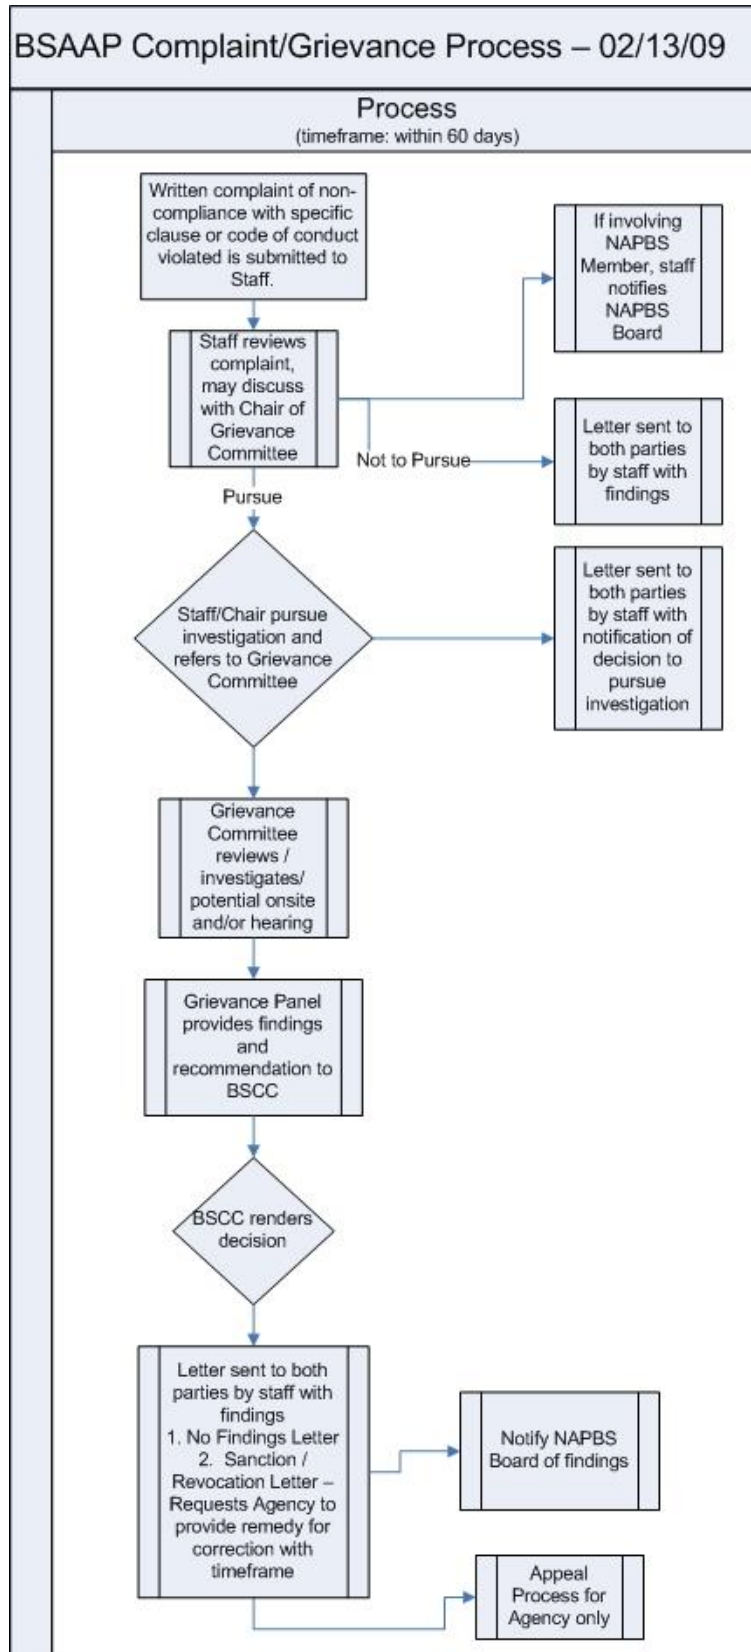 BSAAP Complaint/Grievance Process – 02/13/09
Process
(timeframe: within 60 days)
Written complaint of non-
compliance with specific
clause or code of conduct
violated is submitted to
Staff.
If involving
NAPBS
Member, staff
notifies
NAPBS
Board
Staff reviews
complaint,
may discuss
with Chair of
Grievance
Committee
Not to Pursue
Letter sent to
both parties
by staff with
findings
Pursue
Staff/Chair pursue
investigation and
refers to Grievance
Committee
Letter sent to
both parties
by staff with
notification of
decision to
pursue
investigation
Grievance
Committee
reviews /
investigates/
potential onsite
and/or hearing
Grievance Panel
provides findings
and
recommendation to
BSCC
BSCC renders
decision
Letter sent to both
parties by staff with
findings
1. No Findings Letter
2. Sanction /
Revocation Letter –
Requests Agency to
provide remedy for
correction with
timeframe
Notify NAPBS
Board of findings
Appeal
Process for
Agency only